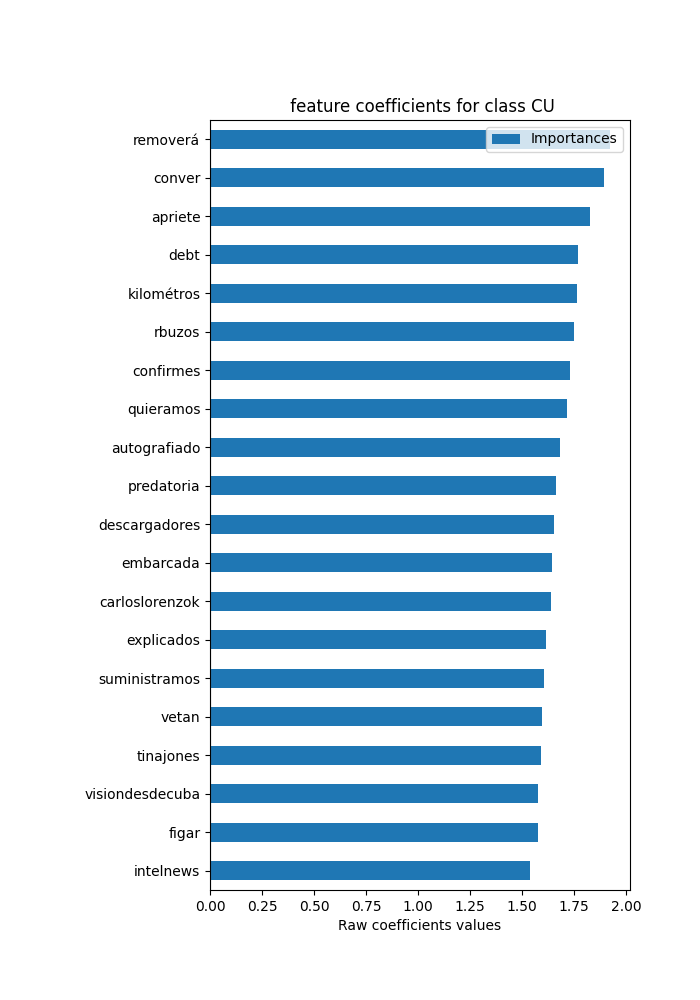 feature coefficients for class CU
Importances
removerá
conver
apriete
debt
kilométros
rbuzos
confirmes
quieramos
autografiado
predatoria
descargadores
embarcada
carloslorenzok
explicados
suministramos
vetan
tinajones
visiondesdecuba
figar
intelnews
0.00 0.25 0.50 0.75 1.00 1.25 1.50 1.75 2.00
Raw coefficients values